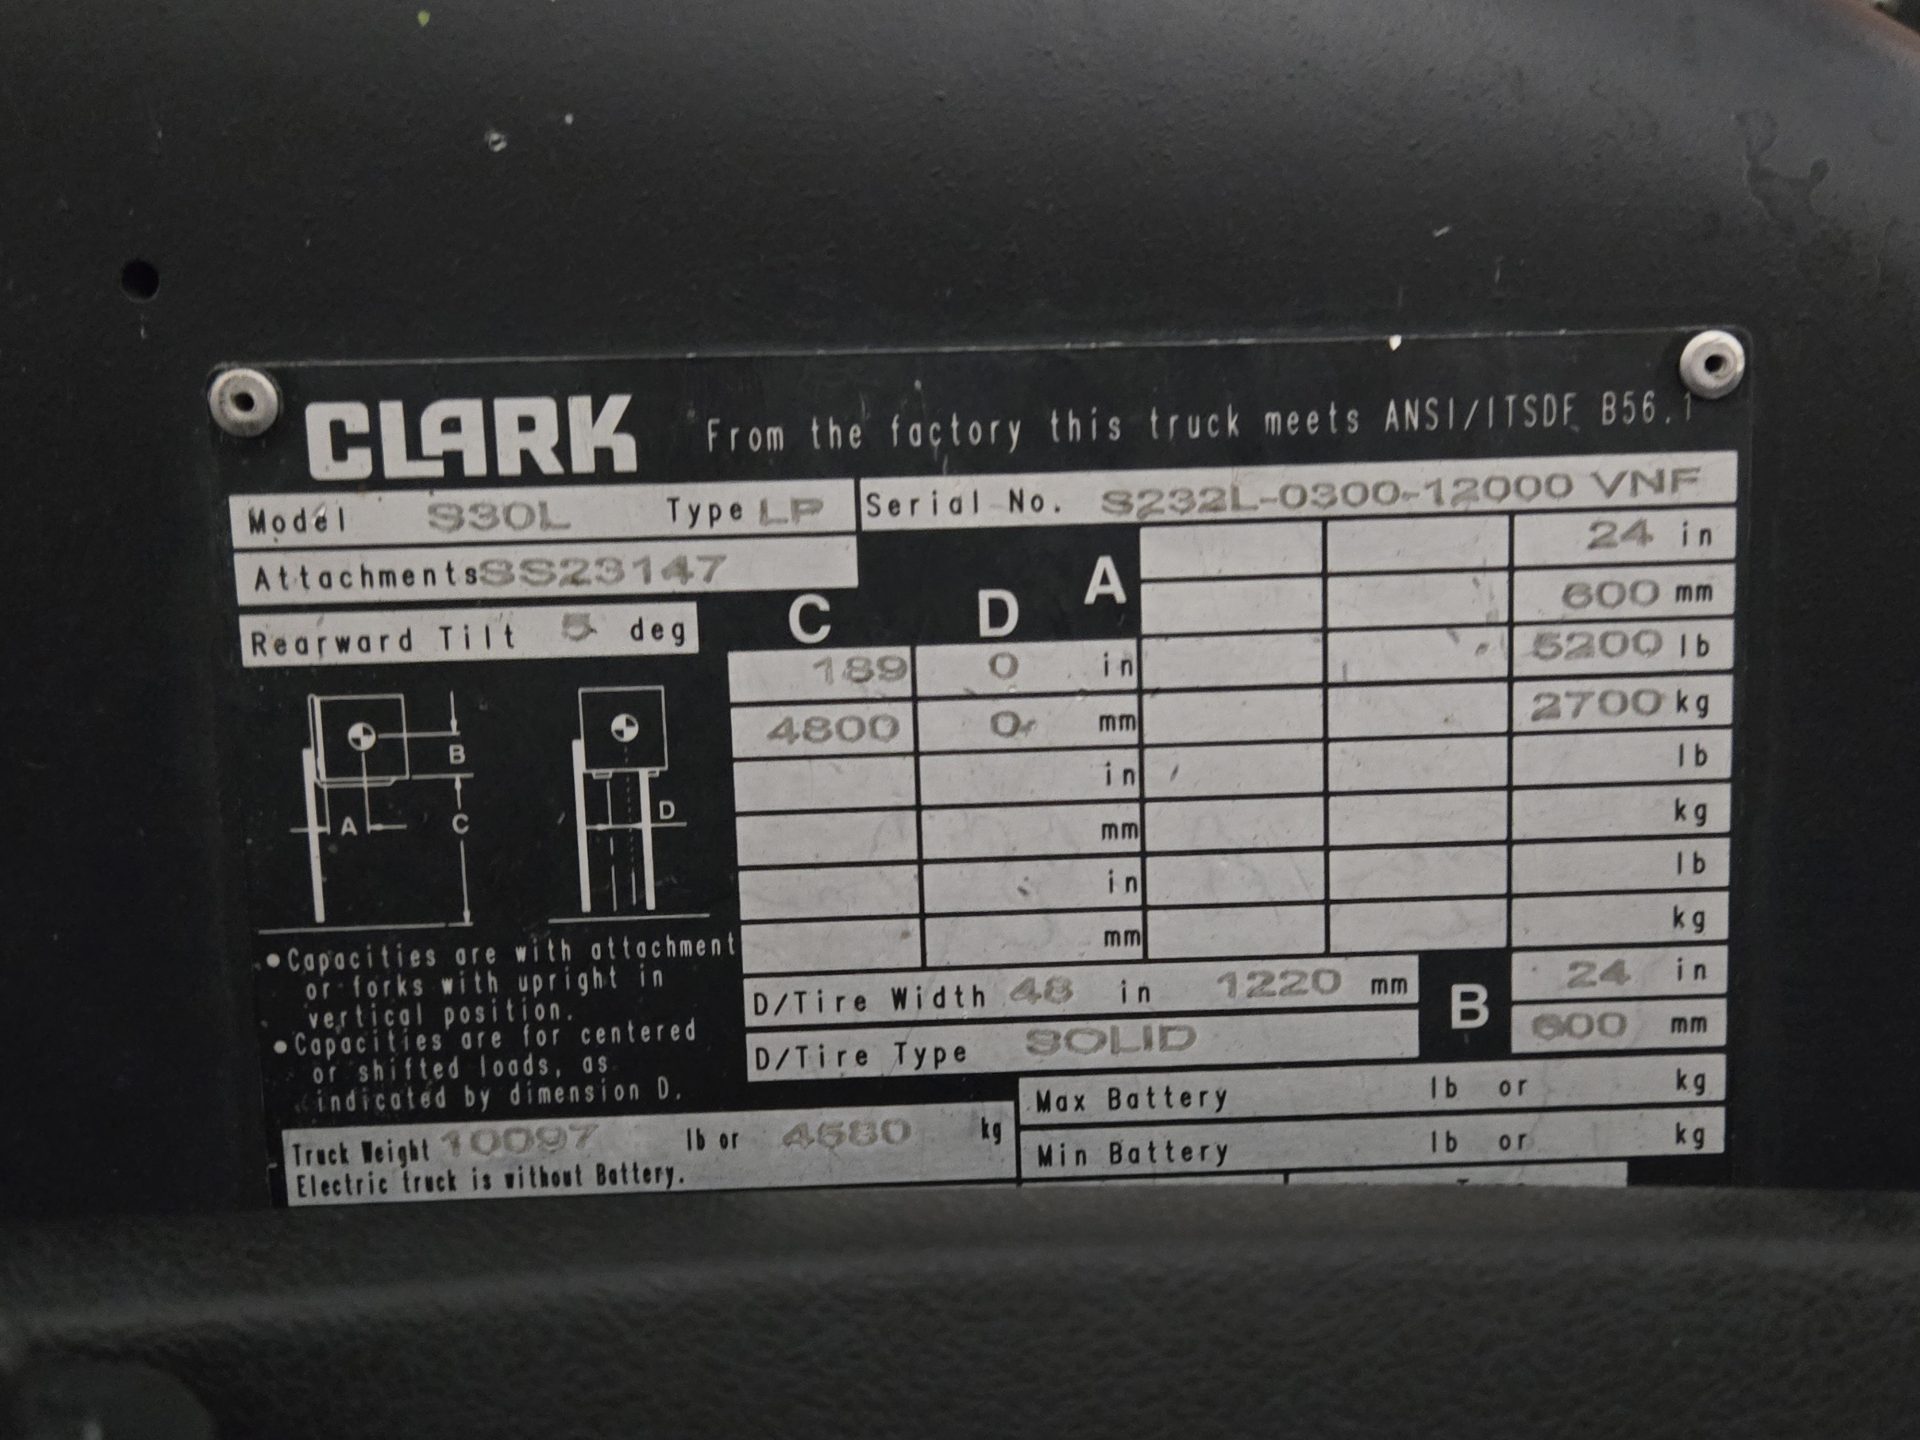 CLARK From the factory this truck meets ANSI/ITSDF B56.1
Model S30L Type LP Serial No. S232L-0300-12000 VNF
24 in
Attachments SS23147
A
600 mm
Rearward Tilt 5 deg
C D
5200 lb
189 0 in
2700 kg
4800 0 mm
lb
in
kg
mm
lb
in
kg
mm
B
C
A
D
•Capacities are with attachment
or forks with upright in
vertical position.
•Capacities are for centered
or shifted loads, as
indicated by dimension D.
D/Tire Width 48 in 1220 mm
B
24 in
600 mm
D/Tire Type SOLID
Max Battery lb or kg
Min Battery lb or kg
Truck Weight 10097 lb or 4580 kg
Electric truck is without Battery.